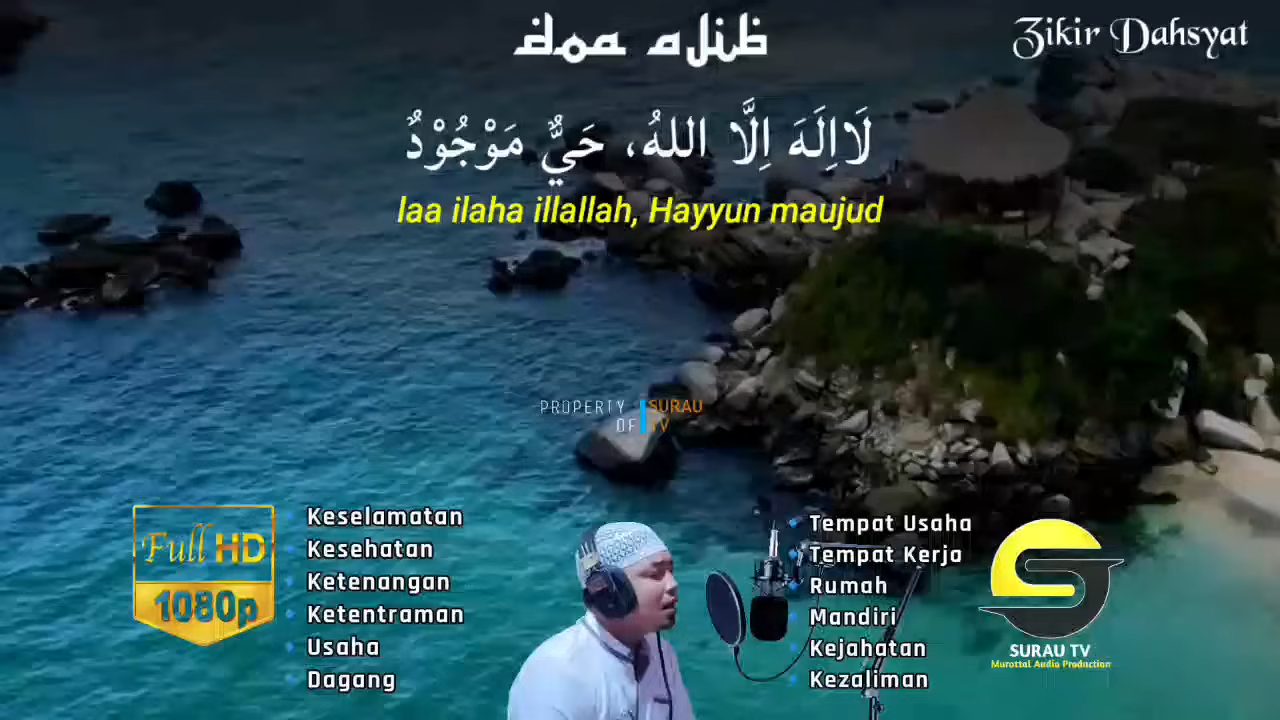 doa ajib
Zikir Dahsyat
لَااِلَهَ اِلَّا اللهُ، حَيٌّ مَوْجُوْدٌ
laa ilaha illallah, Hayyun maujud
PROPERTY OF
SURAU TV
Full HD
1080p
Keselamatan
Kesehatan
Ketenangan
Ketentraman
Usaha
Dagang
Tempat Usaha
Tempat Kerja
Rumah
Mandiri
Kejahatan
Kezaliman
SURAU TV
Murottal Audio Production